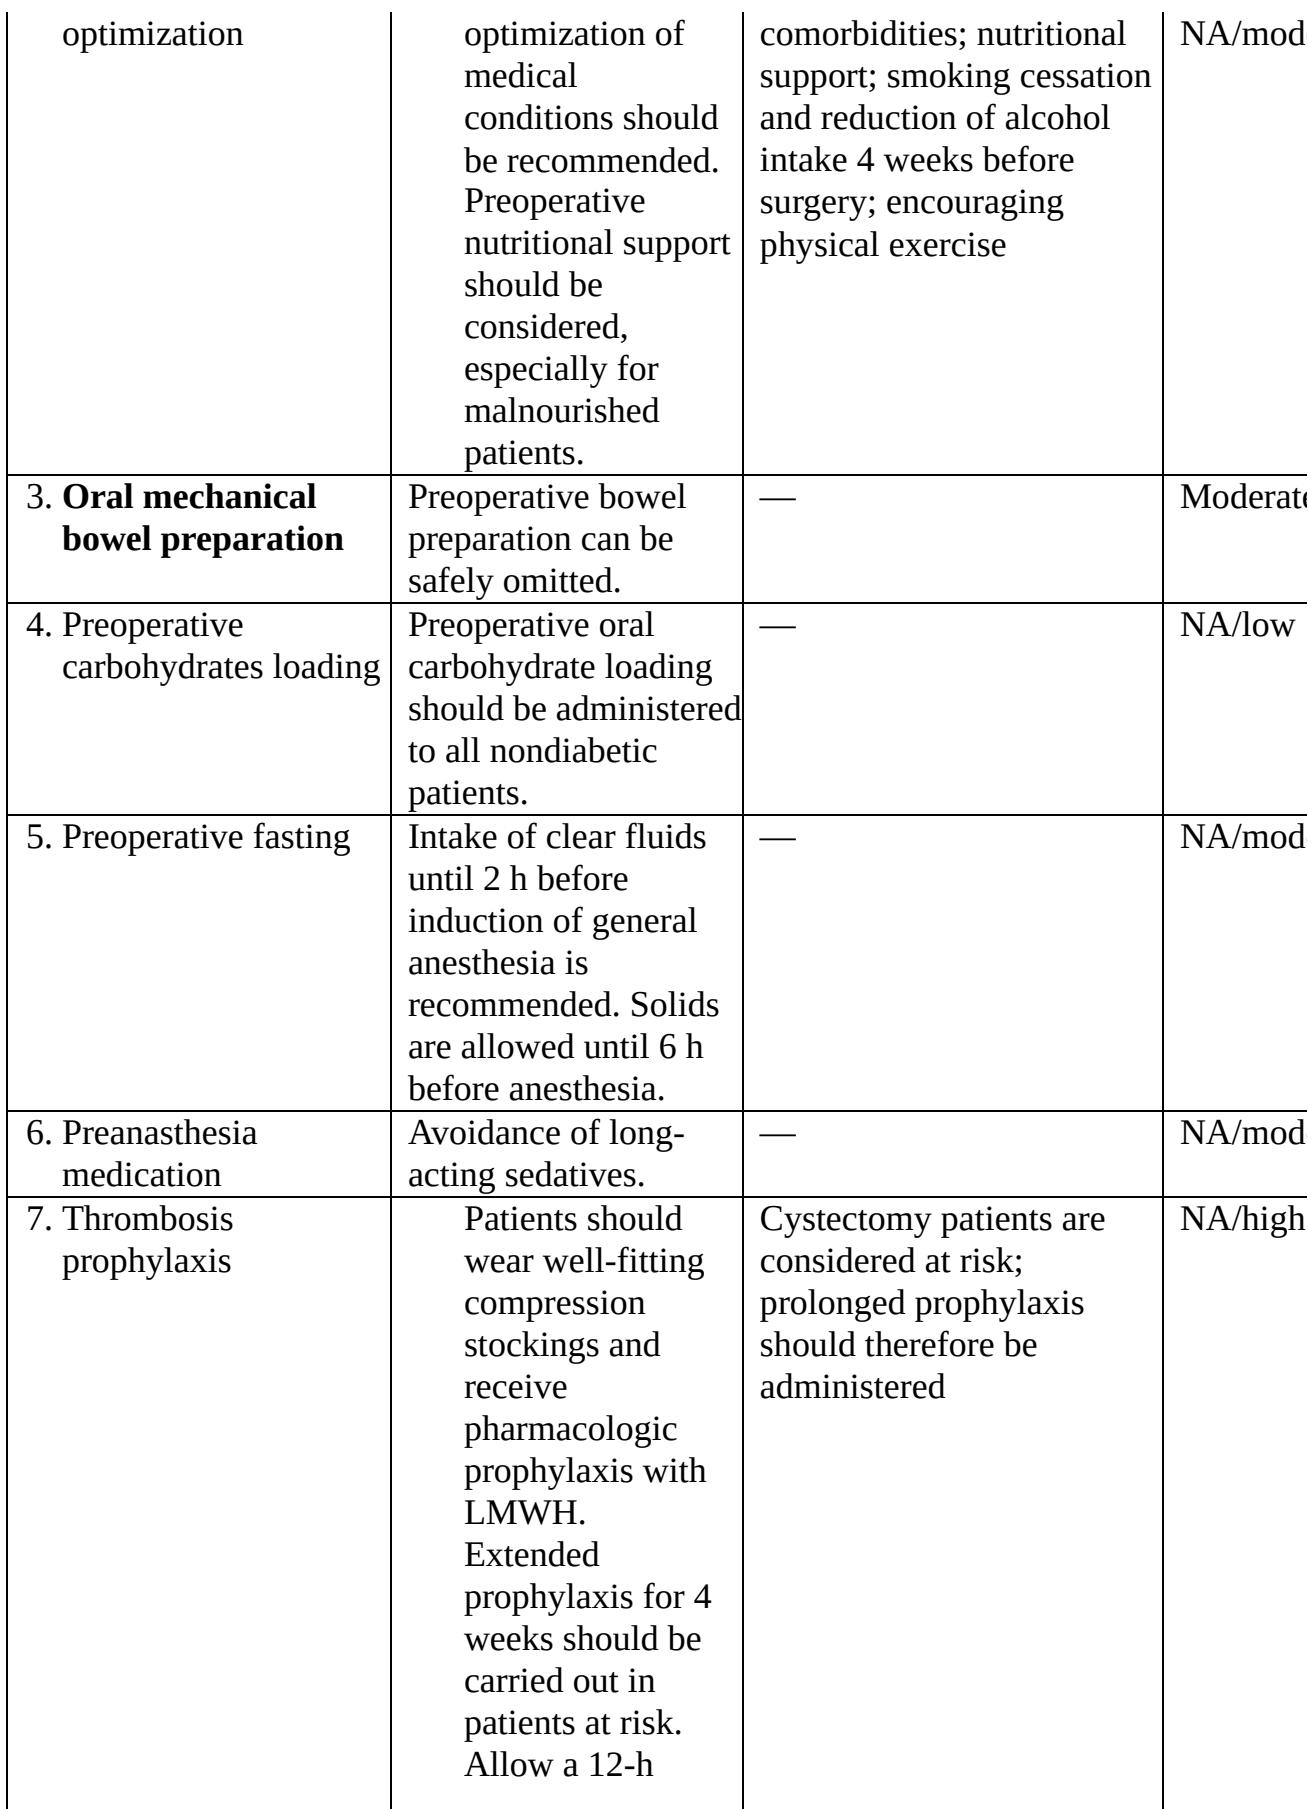 optimization
optimization of
medical
conditions should
be recommended.
Preoperative
nutritional support
should be
considered,
especially for
malnourished
patients.
comorbidities; nutritional
support; smoking cessation
and reduction of alcohol
intake 4 weeks before
surgery; encouraging
physical exercise
NA/mod
3. Oral mechanical
bowel preparation
Preoperative bowel
preparation can be
safely omitted.
—
Moderate
4. Preoperative
carbohydrates loading
Preoperative oral
carbohydrate loading
should be administered
to all nondiabetic
patients.
—
NA/low
5. Preoperative fasting
Intake of clear fluids
until 2 h before
induction of general
anesthesia is
recommended. Solids
are allowed until 6 h
before anesthesia.
—
NA/mod
6. Preanasthesia
medication
Avoidance of long-
acting sedatives.
—
NA/mod
7. Thrombosis
prophylaxis
Patients should
wear well-fitting
compression
stockings and
receive
pharmacologic
prophylaxis with
LMWH.
Extended
prophylaxis for 4
weeks should be
carried out in
patients at risk.
Allow a 12-h
Cystectomy patients are
considered at risk;
prolonged prophylaxis
should therefore be
administered
NA/high